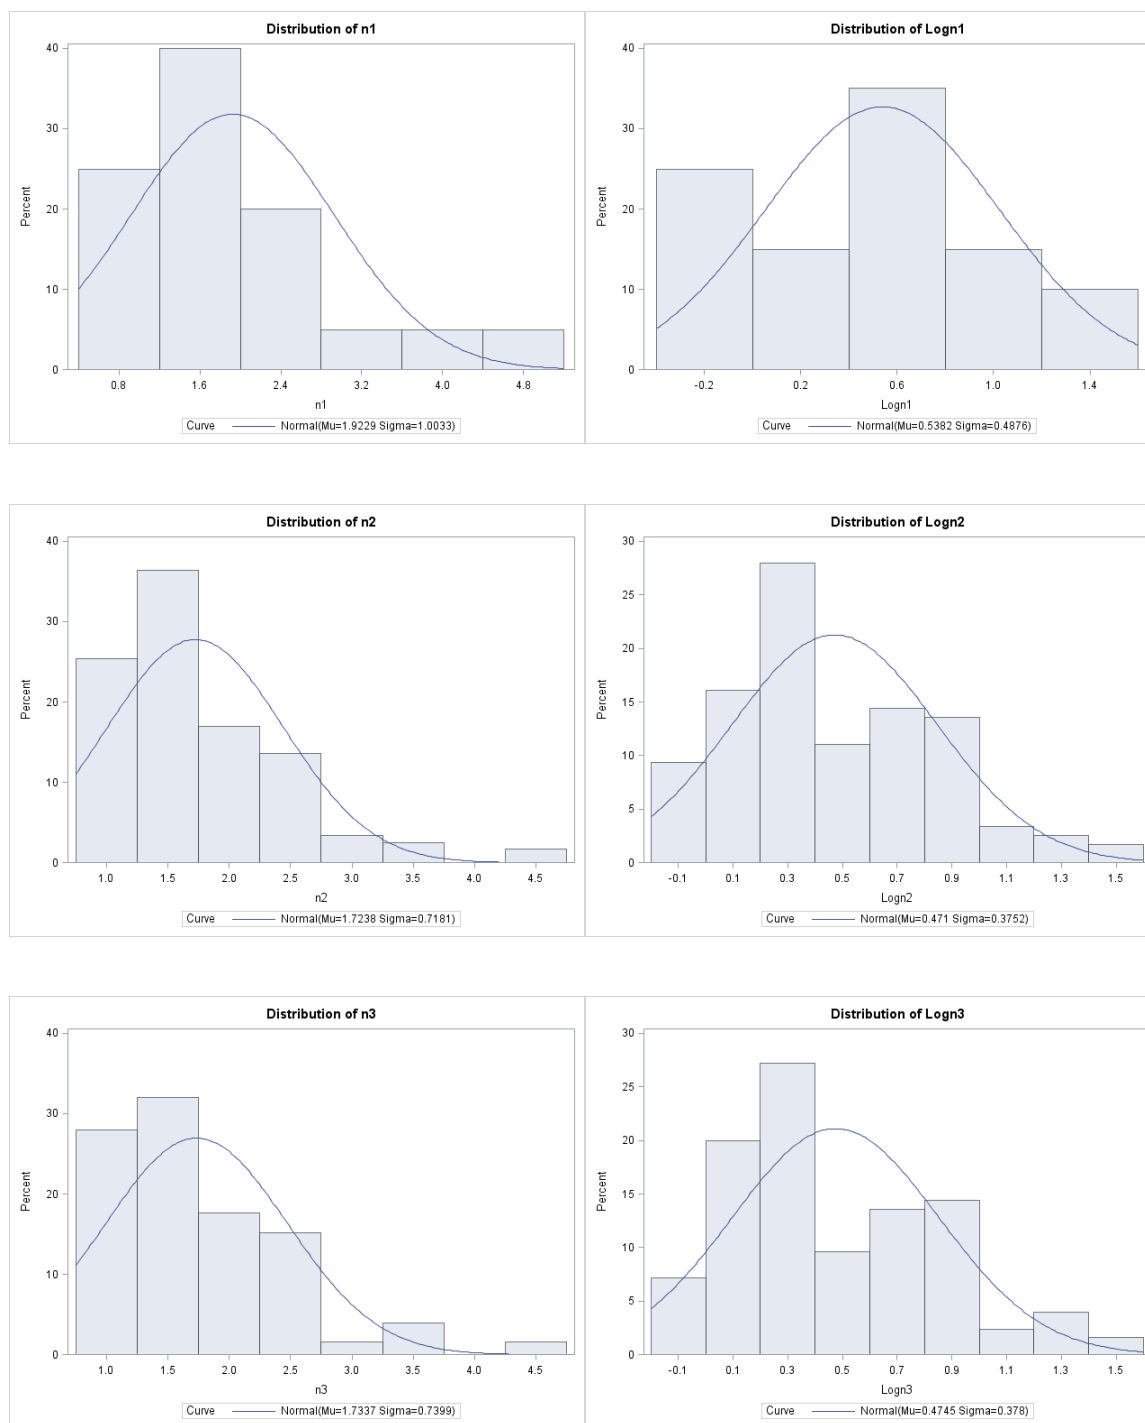 Distribution of n1
40
30
20
10
0
Percent
0.8 1.6 2.4 3.2 4.0 4.8
n1
Curve Normal(Mu=1.9229 Sigma=1.0033)
Distribution of Logn1
40
30
20
10
0
Percent
-0.2 0.2 0.6 1.0 1.4
Logn1
Curve Normal(Mu=0.5382 Sigma=0.4876)
Distribution of n2
40
30
20
10
0
Percent
1.0 1.5 2.0 2.5 3.0 3.5 4.0 4.5
n2
Curve Normal(Mu=1.7238 Sigma=0.7181)
Distribution of Logn2
30
25
20
15
10
5
0
Percent
-0.1 0.1 0.3 0.5 0.7 0.9 1.1 1.3 1.5
Logn2
Curve Normal(Mu=0.471 Sigma=0.3752)
Distribution of n3
40
30
20
10
0
Percent
1.0 1.5 2.0 2.5 3.0 3.5 4.0 4.5
n3
Curve Normal(Mu=1.7337 Sigma=0.7399)
Distribution of Logn3
30
25
20
15
10
5
0
Percent
-0.1 0.1 0.3 0.5 0.7 0.9 1.1 1.3 1.5
Logn3
Curve Normal(Mu=0.4745 Sigma=0.378)